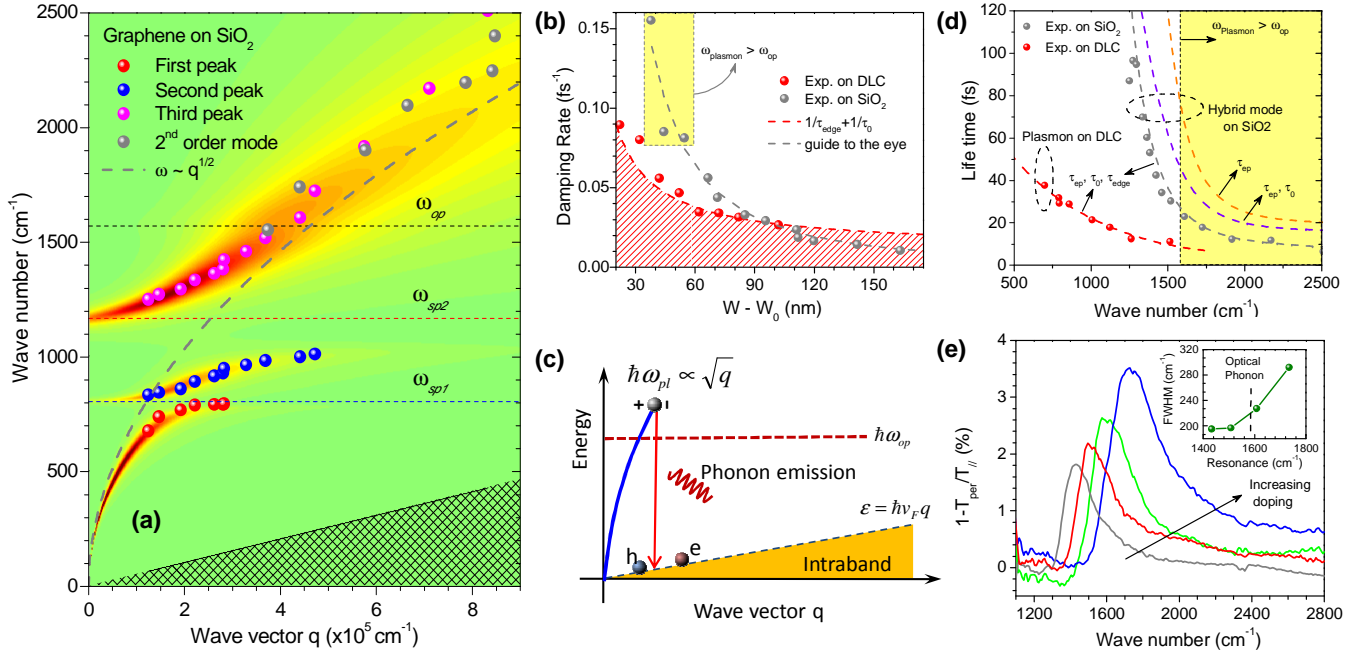 (a)
Graphene on SiO2
First peak
Second peak
Third peak
2nd order mode
ω ~ q1/2
ωop
ωsp2
ωsp1
2500
2000
1500
1000
500
0
Wave number (cm-1)
0 2 4 6 8
Wave vector q (x10^5 cm-1)
(b)
0.15
0.10
0.05
0.00
Damping Rate (fs-1)
ωplasmon > ωop
Exp. on DLC
Exp. on SiO2
1/τedge+1/τ0
guide to the eye
30 60 90 120 150
W - W0 (nm)
(c)
ħωpl ∝ √q
+ -
Energy
ħωop
Phonon emission
ε = ħvFq
h e
Intraband
Wave vector q
(d)
120
100
80
60
40
20
0
Life time (fs)
Exp. on SiO2
Exp. on DLC
ωPlasmon > ωop
Hybrid mode
on SiO2
Plasmon on DLC
τep, τ0, τedge
τep
τep, τ0
500 1000 1500 2000 2500
Wave number (cm-1)
(e)
4
3
2
1
0
1-Tper/T// (%)
280
240
200
FWHM (cm-1)
Optical
Phonon
1400 1600 1800
Resonance (cm-1)
Increasing
doping
1200 1600 2000 2400 2800
Wave number (cm-1)